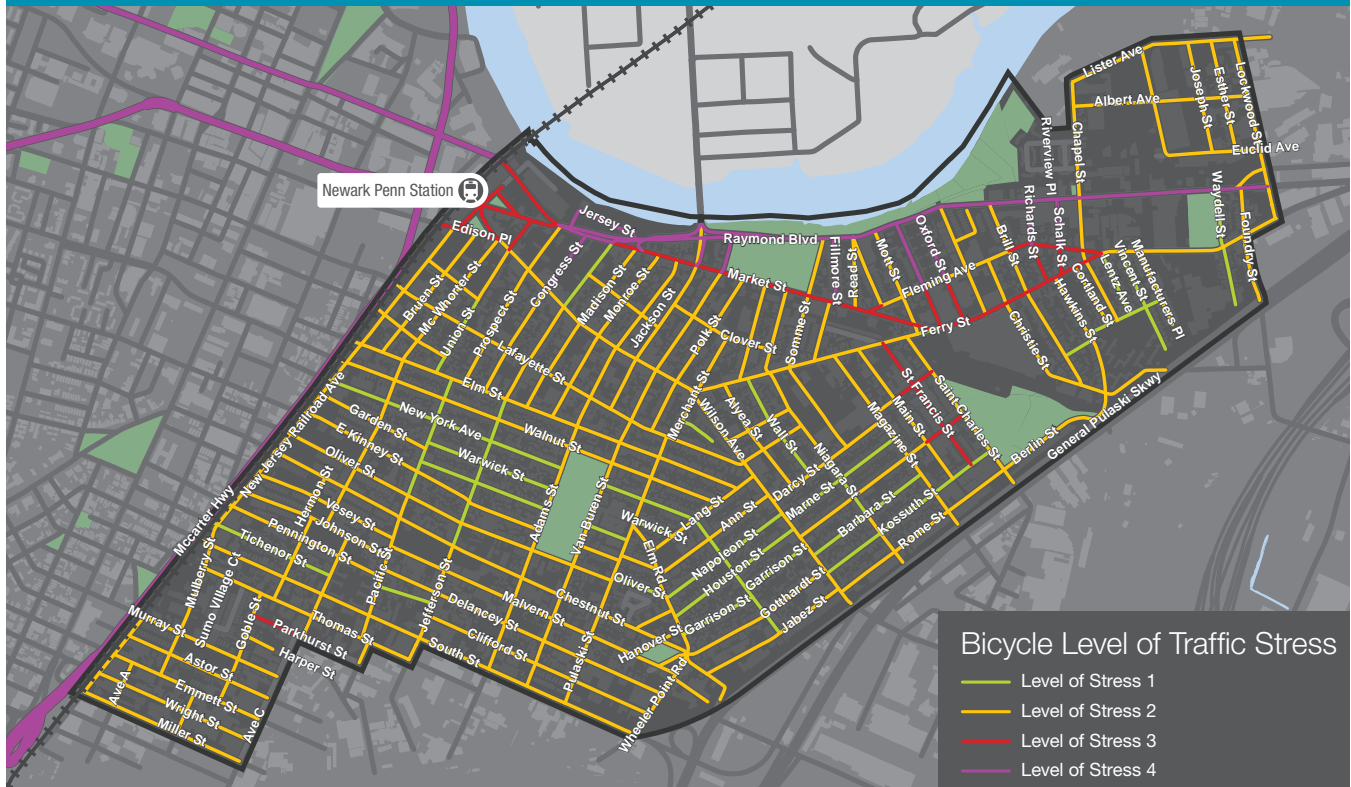 Lister Ave
Albert Ave
Joseph St
Esther St
Lockwood St
Euclid Ave
Riverview Pl
Chapel St
Waydell St
Foundry St
Newark Penn Station
Edison Pl
Jersey St
Raymond Blvd
Market St
Fillmore St
Read St
Mott St
Oxford St
Fleming Ave
Brill St
Richards St
Schalk St
Cortland St
Lentz Ave
Vincent St
Manufacturers Pl
Hawkins St
Christie St
Ferry St
Bruen St
Mc Whorter St
Union St
Prospect St
Congress St
Madison St
Monroe St
Jackson St
Polk St
Clover St
Somme St
Lafayette St
Elm St
New York Ave
Walnut St
Merchant St
Wilson Ave
Alyea St
Wall St
Niagara St
Magazine St
Main St
St Francis St
Saint Charles St
Berlin St
General Pulaski Skwy
New Jersey Railroad Ave
Mccarter Hwy
Garden St
E Kinney St
Oliver St
Warwick St
Hermon St
Vesey St
Johnson St
Pennington St
Tichenor St
Pacific St
Jefferson St
Adams St
Van Buren St
Warwick St
Lang St
Ann St
Darcy St
Marne St
Barbara St
Kossuth St
Rome St
Elm Rd
Oliver St
Napoleon St
Houston St
Garrison St
Garrison St
Gotthardt St
Jabez St
Chestnut St
Malvern St
Delancey St
Clifford St
South St
Pulaski St
Hanover St
Wheeler Point Rd
Mulberry St
Sumo VIllage Ct
Goble St
Parkhurst St
Thomas St
Harper St
Murray St
Astor St
Emmett St
Wright St
Miller St
Ave A
Ave C
Bicycle Level of Traffic Stress
Level of Stress 1
Level of Stress 2
Level of Stress 3
Level of Stress 4